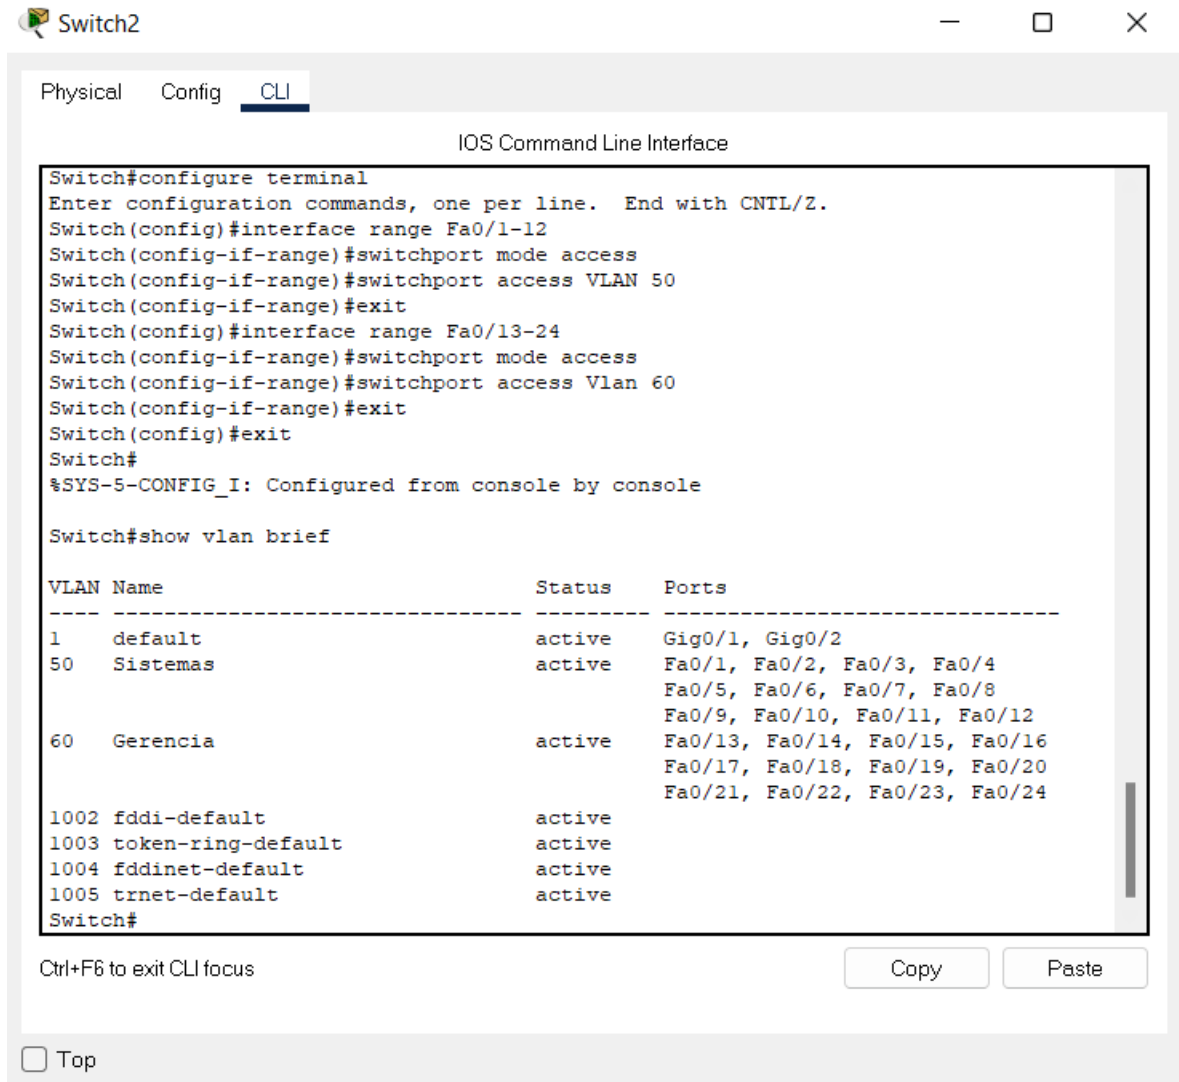 Switch2
Physical Config CLI
IOS Command Line Interface
Switch#configure terminal
Enter configuration commands, one per line.  End with CNTL/Z.
Switch(config)#interface range Fa0/1-12
Switch(config-if-range)#switchport mode access
Switch(config-if-range)#switchport access VLAN 50
Switch(config-if-range)#exit
Switch(config)#interface range Fa0/13-24
Switch(config-if-range)#switchport mode access
Switch(config-if-range)#switchport access Vlan 60
Switch(config-if-range)#exit
Switch(config)#exit
Switch#
%SYS-5-CONFIG_I: Configured from console by console
Switch#show vlan brief
VLAN Name                             Status    Ports
---- -------------------------------- --------- -------------------------------
1    default                          active    Gig0/1, Gig0/2
50   Sistemas                         active    Fa0/1, Fa0/2, Fa0/3, Fa0/4
                                                Fa0/5, Fa0/6, Fa0/7, Fa0/8
                                                Fa0/9, Fa0/10, Fa0/11, Fa0/12
60   Gerencia                         active    Fa0/13, Fa0/14, Fa0/15, Fa0/16
                                                Fa0/17, Fa0/18, Fa0/19, Fa0/20
                                                Fa0/21, Fa0/22, Fa0/23, Fa0/24
1002 fddi-default                     active
1003 token-ring-default               active
1004 fddinet-default                  active
1005 trnet-default                    active
Switch#
Ctrl+F6 to exit CLI focus
Copy Paste
Top